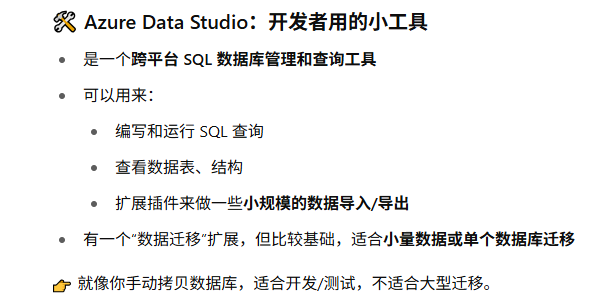 🛠 Azure Data Studio：开发者用的小工具
• 是一个跨平台 SQL 数据库管理和查询工具
• 可以用来：
• 编写和运行 SQL 查询
• 查看数据表、结构
• 扩展插件来做一些小规模的数据导入/导出
• 有一个“数据迁移”扩展，但比较基础，适合小量数据或单个数据库迁移
👉 就像你手动拷贝数据库，适合开发/测试，不适合大型迁移。